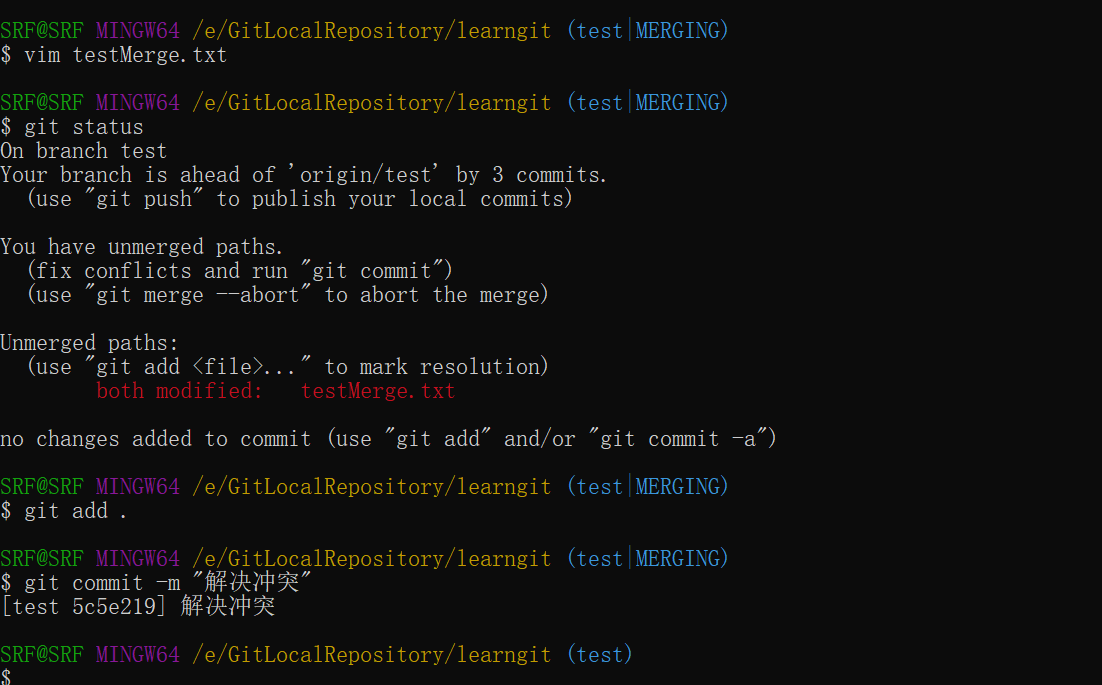 SRF@SRF MINGW64 /e/GitLocalRepository/learngit (test|MERGING)
$ vim testMerge.txt
SRF@SRF MINGW64 /e/GitLocalRepository/learngit (test|MERGING)
$ git status
On branch test
Your branch is ahead of 'origin/test' by 3 commits.
  (use "git push" to publish your local commits)
You have unmerged paths.
  (fix conflicts and run "git commit")
  (use "git merge --abort" to abort the merge)
Unmerged paths:
  (use "git add <file>..." to mark resolution)
        both modified:   testMerge.txt
no changes added to commit (use "git add" and/or "git commit -a")
SRF@SRF MINGW64 /e/GitLocalRepository/learngit (test|MERGING)
$ git add .
SRF@SRF MINGW64 /e/GitLocalRepository/learngit (test|MERGING)
$ git commit -m "解决冲突"
[test 5c5e219] 解决冲突
SRF@SRF MINGW64 /e/GitLocalRepository/learngit (test)
$